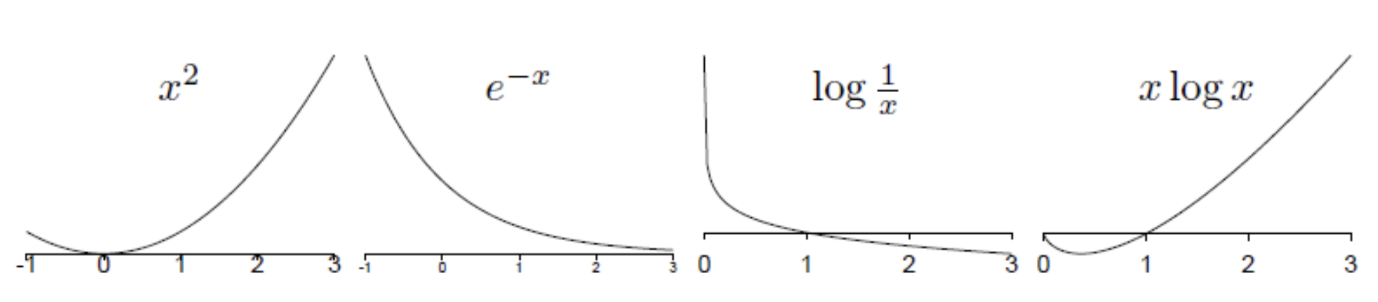 x² e⁻ˣ log 1/x x log x
-1 0 1 2 3 -1 0 1 2 3 0 1 2 3 0 1 2 3